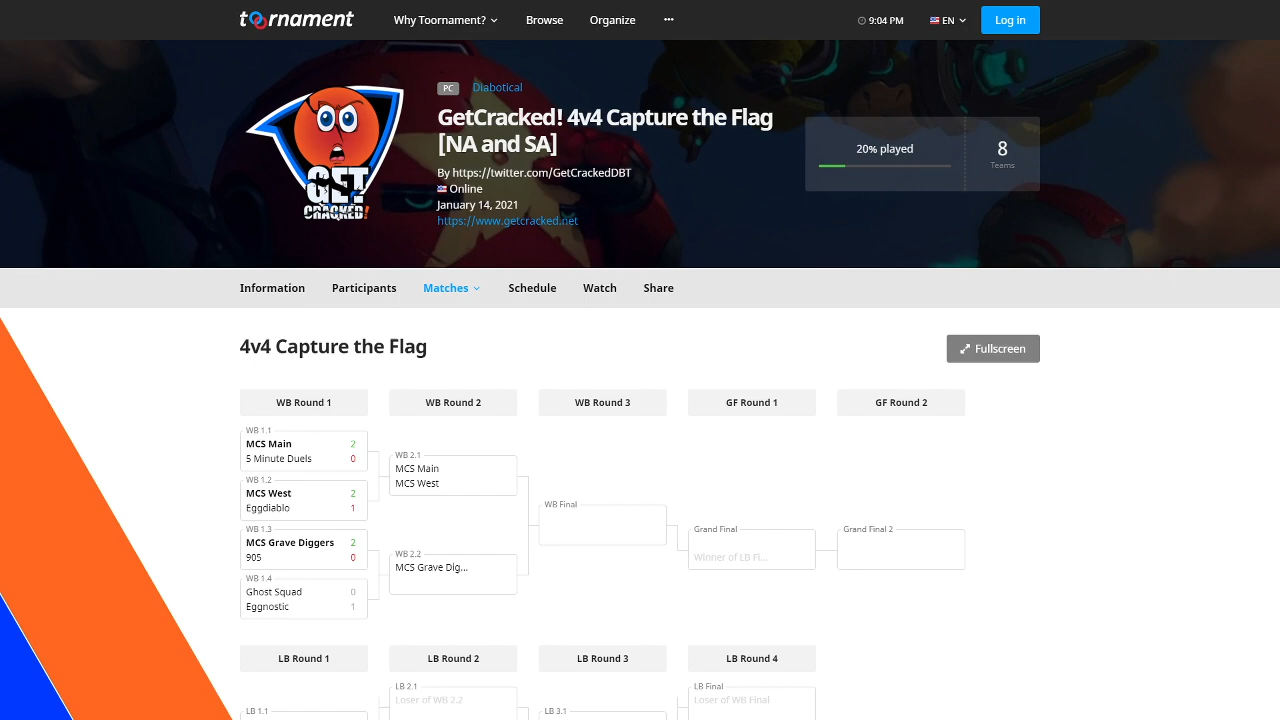 toornament
Why Toornament?
Browse
Organize
9:04 PM
EN
Log in
GET
CRACKED!
PC
Diabotical
GetCracked! 4v4 Capture the Flag
[NA and SA]
By https://twitter.com/GetCrackedDBT
Online
January 14, 2021
https://www.getcracked.net
20% played
8
Teams
Information
Participants
Matches
Schedule
Watch
Share
4v4 Capture the Flag
Fullscreen
WB Round 1
WB Round 2
WB Round 3
GF Round 1
GF Round 2
WB 1.1
MCS Main 2
5 Minute Duels 0
WB 1.2
MCS West 2
Eggdiablo 1
WB 1.3
MCS Grave Diggers 2
905 0
WB 1.4
Ghost Squad 0
Eggnostic 1
WB 2.1
MCS Main
MCS West
WB 2.2
MCS Grave Dig...
WB Final
Grand Final
Winner of LB Fi...
Grand Final 2
LB Round 1
LB Round 2
LB Round 3
LB Round 4
LB 1.1
LB 2.1
Loser of WB 2.2
LB 3.1
LB Final
Loser of WB Final